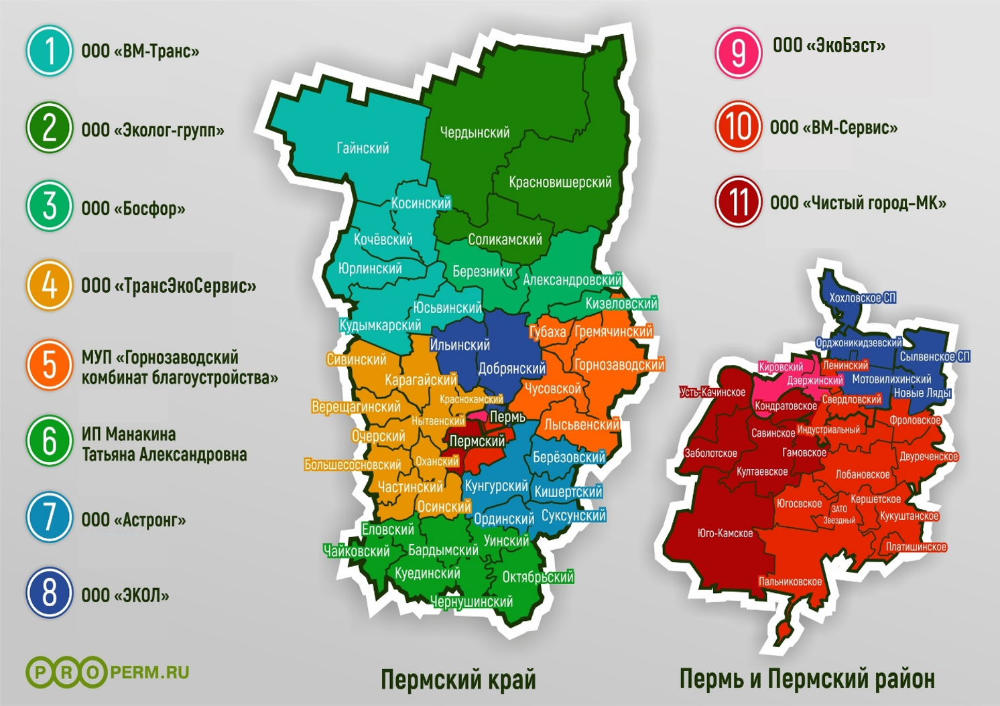 1
ООО «ВМ-Транс»
2
ООО «Эколог-групп»
3
ООО «Босфор»
4
ООО «ТрансЭкоСервис»
5
МУП «Горнозаводский
комбинат благоустройства»
6
ИП Манакина
Татьяна Александровна
7
ООО «Астронг»
8
ООО «ЭКОЛ»
9
ООО «ЭкоБэст»
10
ООО «ВМ-Сервис»
11
ООО «Чистый город-МК»
Чердынский
Гайнский
Красновишерский
Косинский
Кочёвский
Соликамский
Юрлинский
Березники
Александровский
Юсьвинский
Кизеловский
Кудымкарский
Губаха
Гремячинский
Ильинский
Сивинский
Добрянский
Горнозаводский
Карагайский
Чусовской
Краснокамский
Верещагинский
Нытвенский
Пермь
Лысьвенский
Очерский
Пермский
Большесосновский
Оханский
Берёзовский
Частинский
Кунгурский
Кишертский
Осинский
Ординский
Суксунский
Еловский
Уинский
Чайковский
Бардымский
Куединский
Октябрьский
Чернушинский
Пермский край
Хохловское СП
Орджоникидзевский
Сылвенское СП
Кировский
Ленинский
Дзержинский
Мотовилихинский
Усть-Качинское
Новые Ляды
Свердловский
Кондратовское
Фроловское
Савинское
Индустриальный
Заболотское
Гамовское
Двуреченское
Култаевское
Лобановское
Югосвское
Кершетское
ЗАТО
Звездный
Кукуштанское
Юго-Камское
Платишинское
Пальниковское
Пермь и Пермский район
PRO PERM.RU